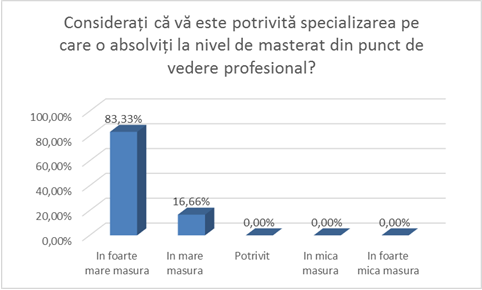 Considerați că vă este potrivită specializarea pe
care o absolviți la nivel de masterat din punct de
vedere profesional?
100,00%
80,00%
60,00%
40,00%
20,00%
0,00%
83,33%
16,66%
0,00%
0,00%
0,00%
In foarte
mare masura
In mare
masura
Potrivit
In mica
masura
In foarte
mica masura